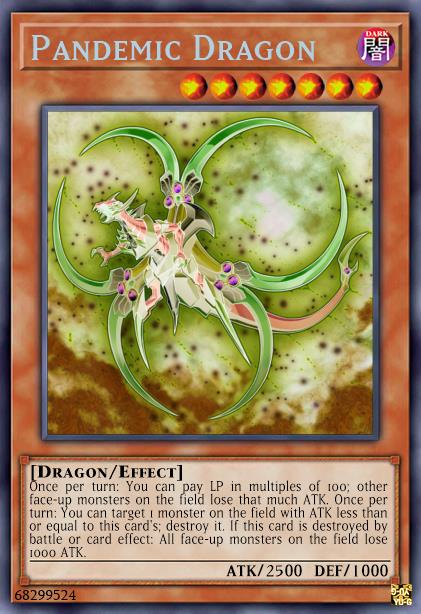 PANDEMIC DRAGON
DARK
闇
[DRAGON/EFFECT]
Once per turn: You can pay LP in multiples of 100; other
face-up monsters on the field lose that much ATK. Once per
turn: You can target 1 monster on the field with ATK less than
or equal to this card's; destroy it. If this card is destroyed by
battle or card effect: All face-up monsters on the field lose
1000 ATK.
ATK/2500 DEF/1000
68299524